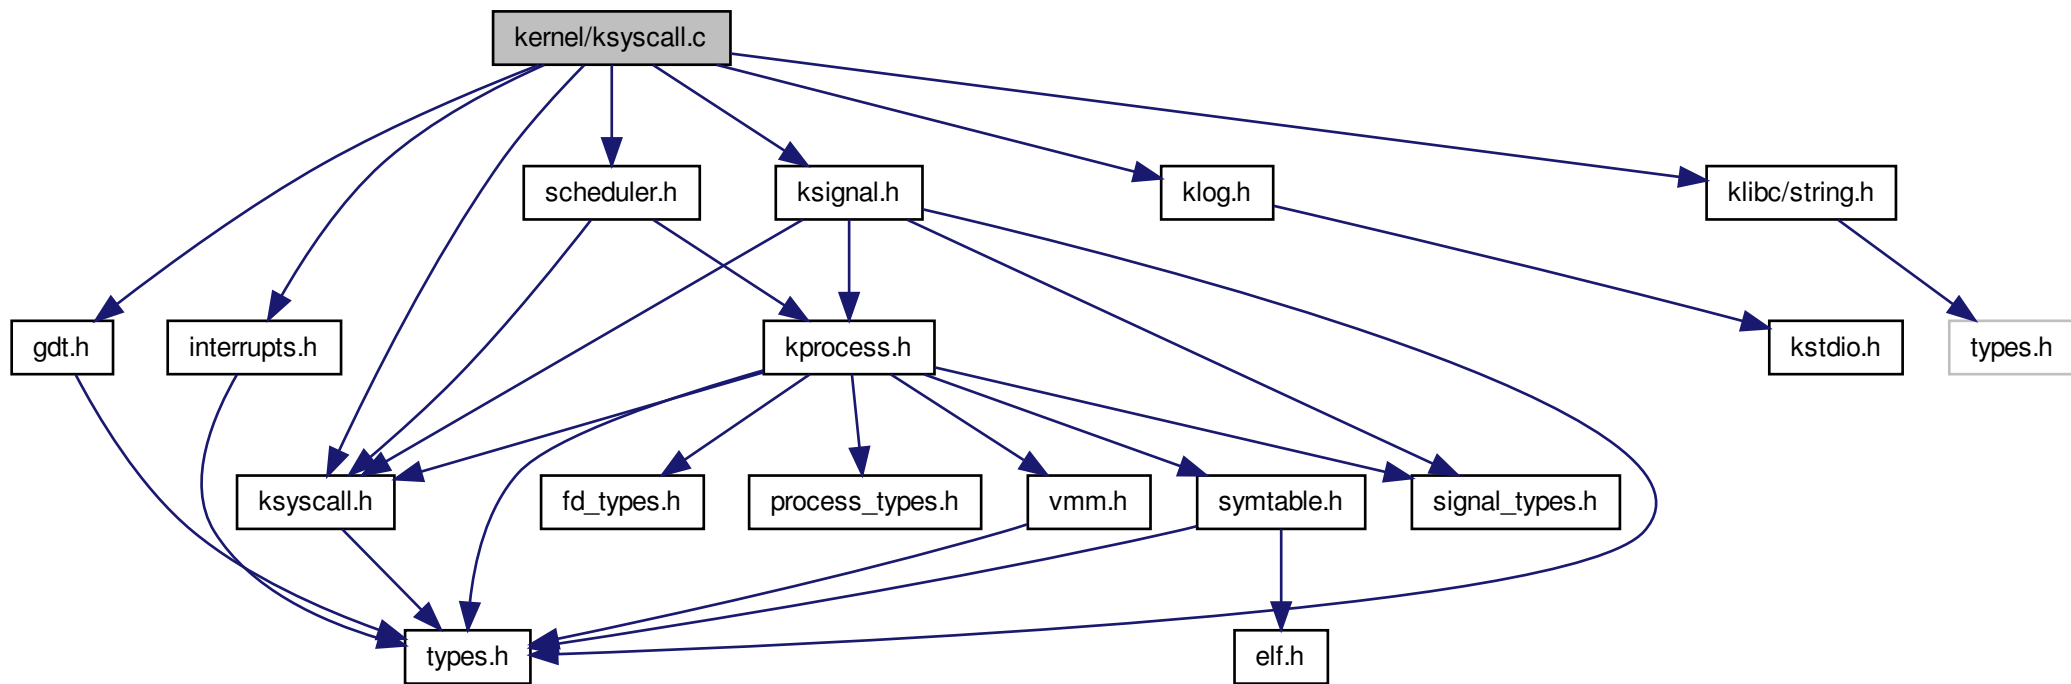 kernel/ksyscall.c
scheduler.h
ksignal.h
klog.h
klibc/string.h
gdt.h
interrupts.h
kprocess.h
kstdio.h
types.h
ksyscall.h
fd_types.h
process_types.h
vmm.h
symtable.h
signal_types.h
types.h
elf.h